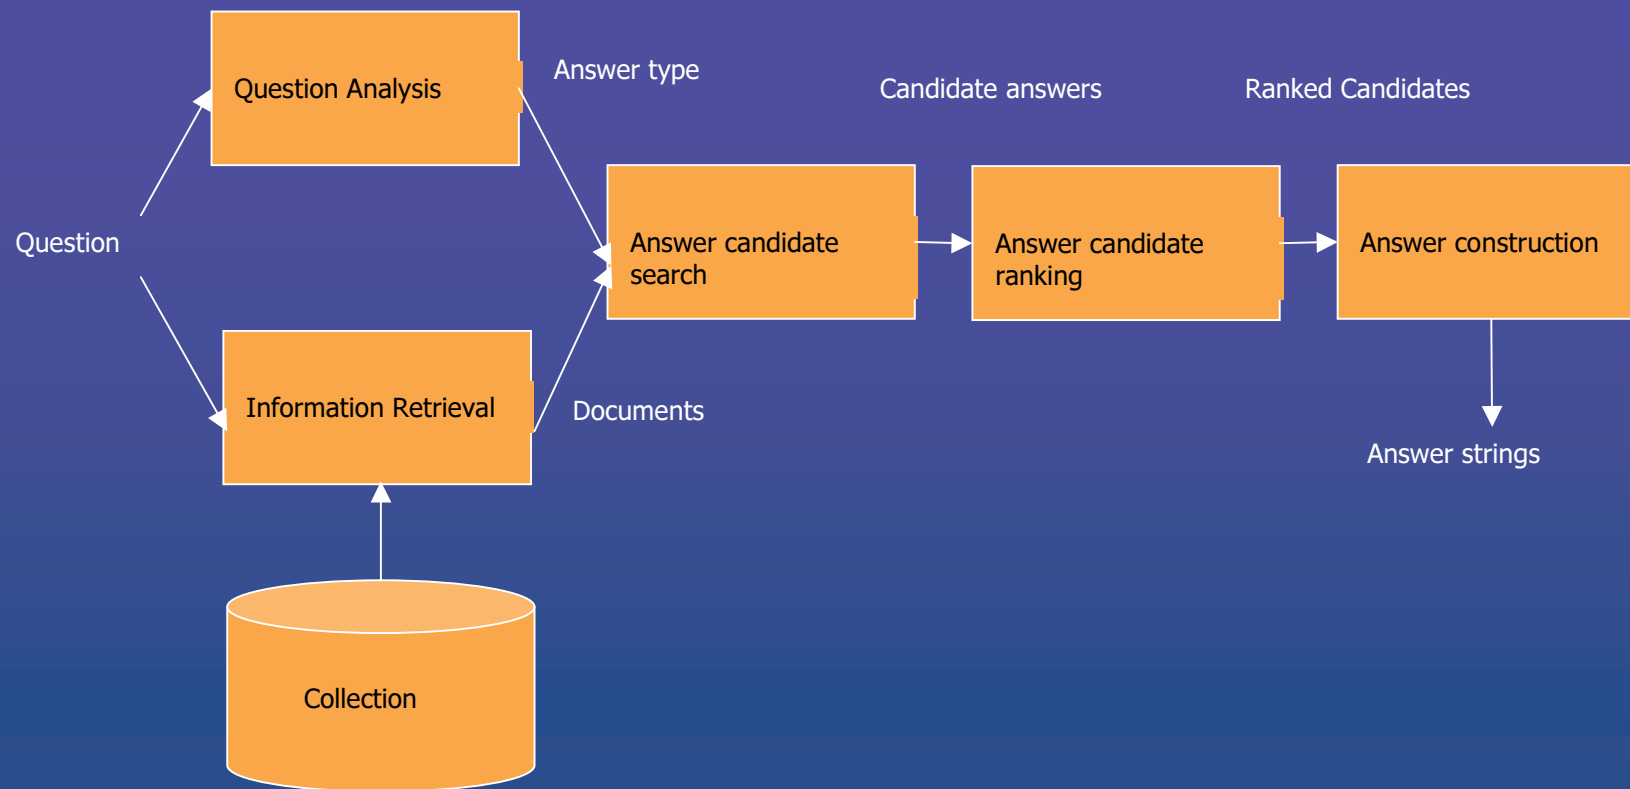 Question Analysis
Answer type
Candidate answers
Ranked Candidates
Question
Answer candidate
search
Answer candidate
ranking
Answer construction
Information Retrieval
Documents
Answer strings
Collection